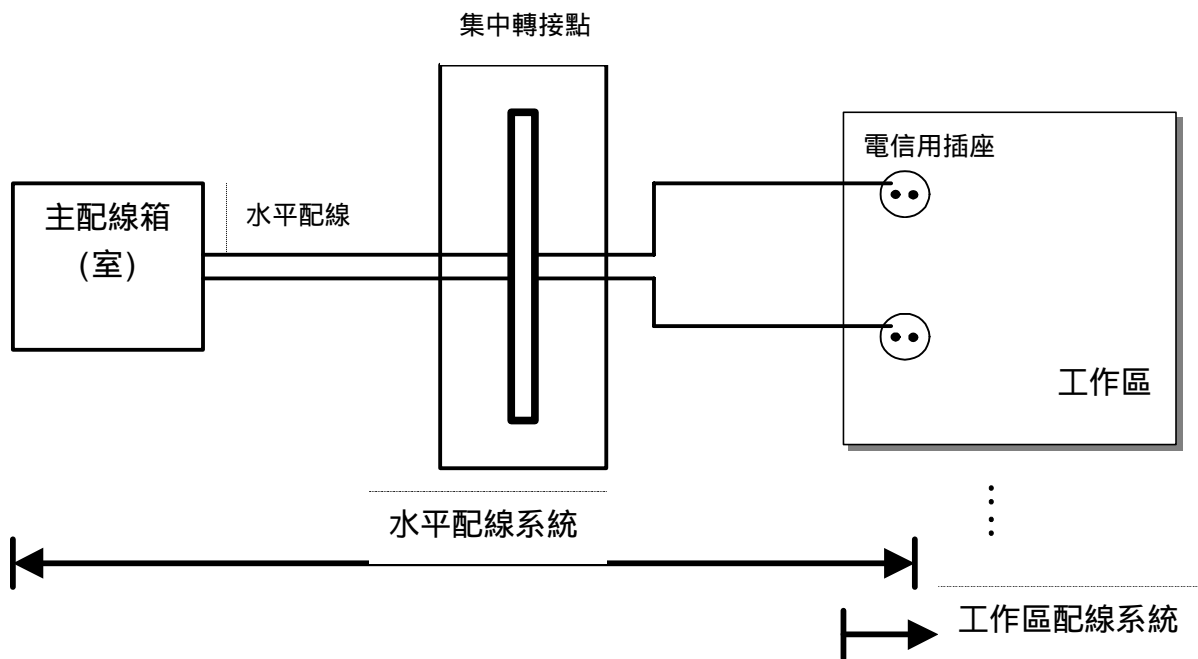 集中轉接點
電信用插座
主配線箱
(室)
水平配線
工作區
水平配線系統
工作區配線系統